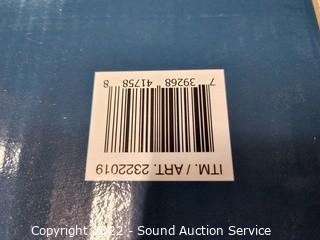 ITM. / ART. 2322019
7 39268 41758 8
Copyright 2022 - Sound Auction Service